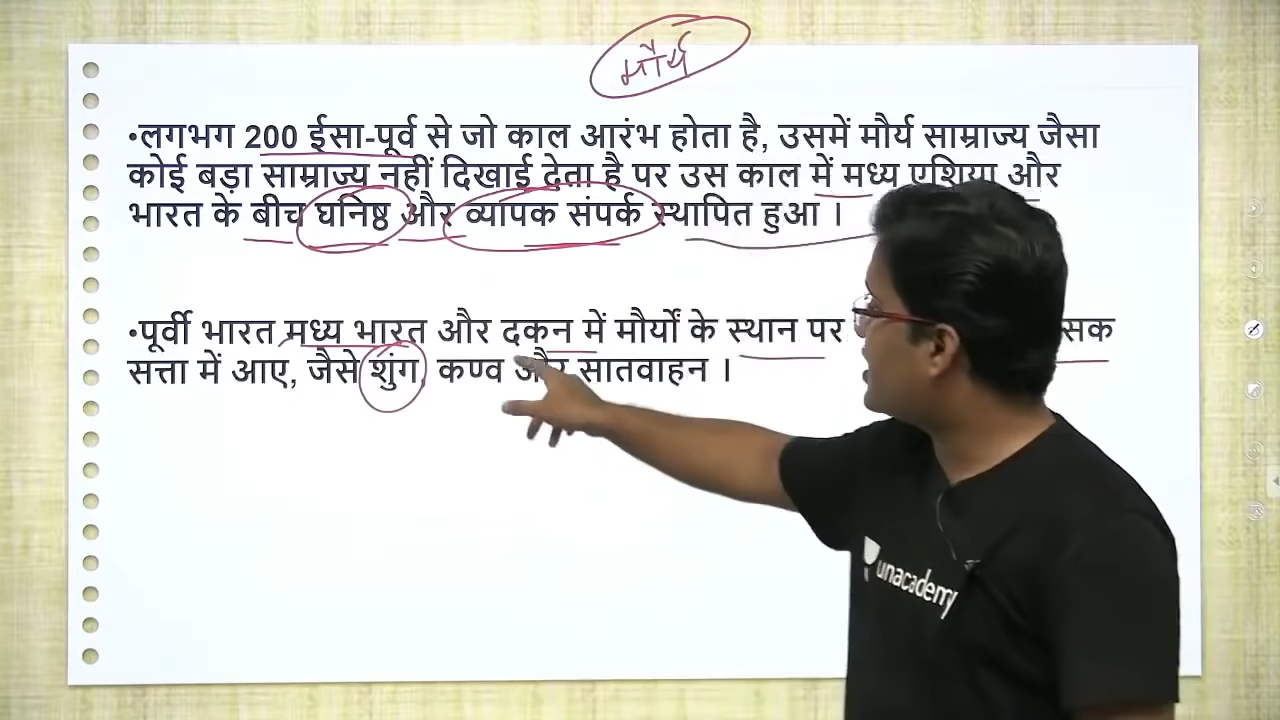 मौर्य
•लगभग 200 ईसा-पूर्व से जो काल आरंभ होता है, उसमें मौर्य साम्राज्य जैसा
कोई बड़ा साम्राज्य नहीं दिखाई देता है पर उस काल में मध्य एशिया और
भारत के बीच घनिष्ठ और व्यापक संपर्क स्थापित हुआ ।
•पूर्वी भारत मध्य भारत और दकन में मौर्यों के स्थान पर
सत्ता में आए, जैसे शुंग, कण्व और सातवाहन ।
unacademy